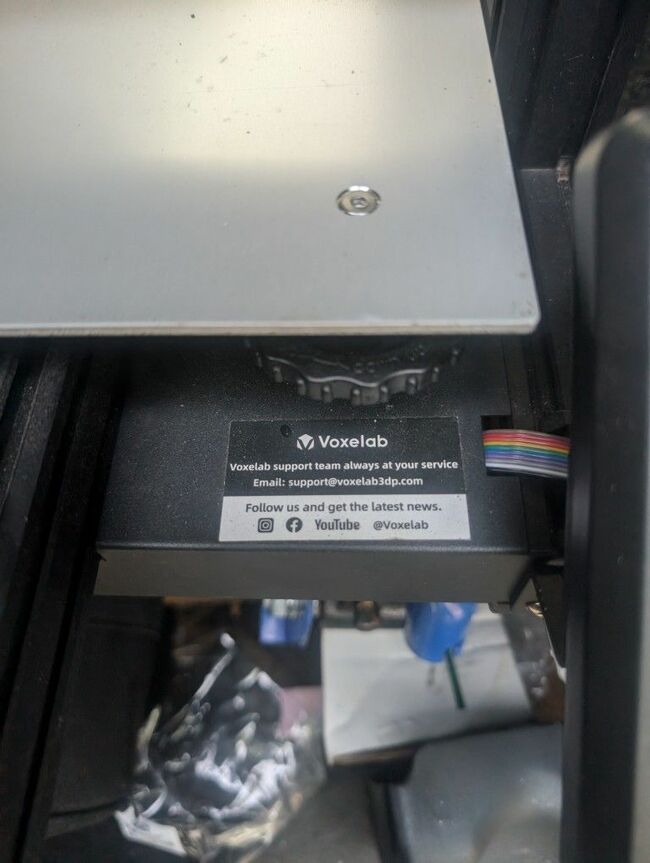 Voxelab
Voxelab support team always at your service
Email: support@voxelab3dp.com
Follow us and get the latest news.
YouTube @Voxelab